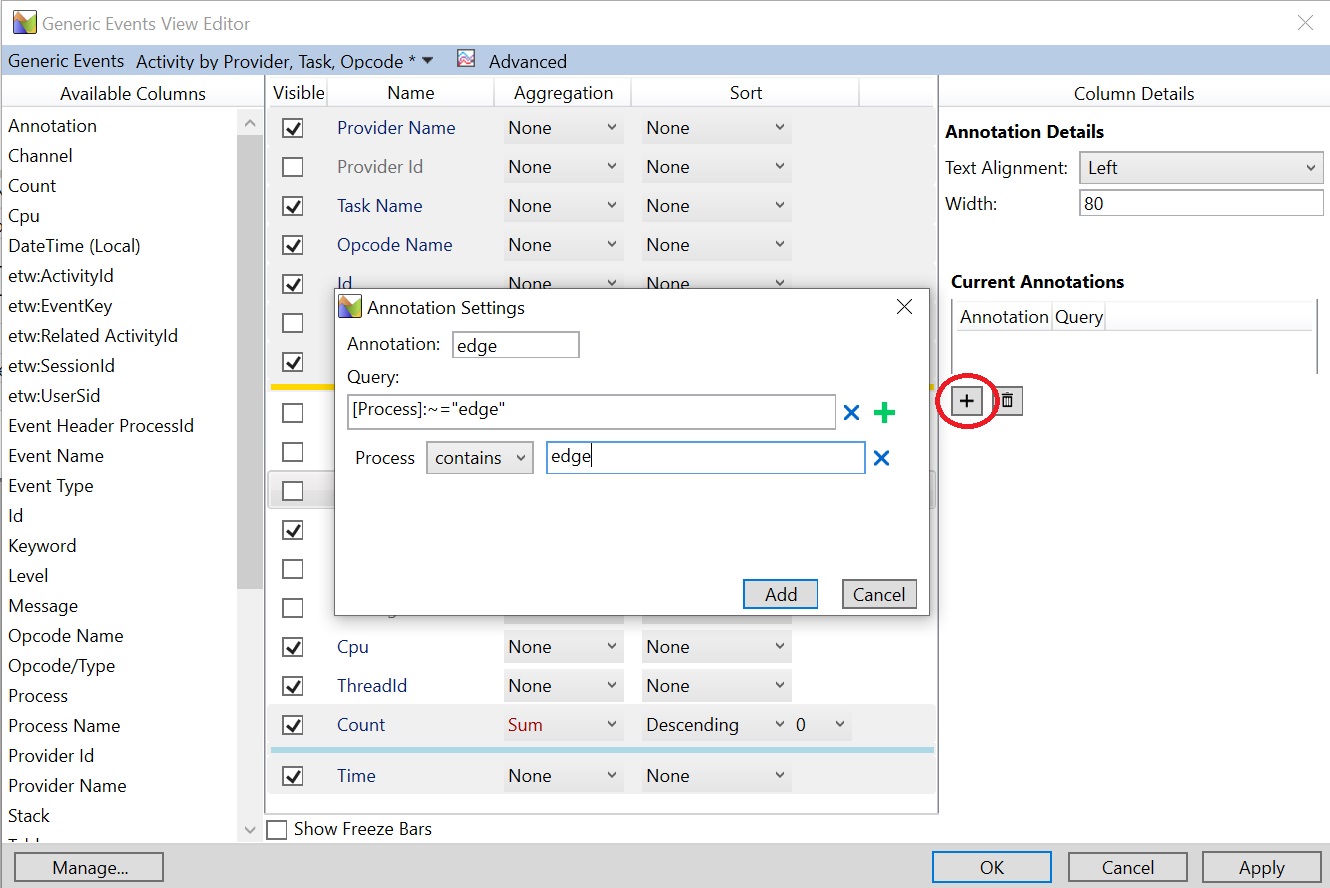 Generic Events View Editor
Generic Events Activity by Provider, Task, Opcode * Advanced
Available Columns
Annotation
Channel
Count
Cpu
DateTime (Local)
etw:ActivityId
etw:EventKey
etw:Related ActivityId
etw:SessionId
etw:UserSid
Event Header ProcessId
Event Name
Event Type
Id
Keyword
Level
Message
Opcode Name
Opcode/Type
Process
Process Name
Provider Id
Provider Name
Stack
Visible Name Aggregation Sort
Provider Name None None
Provider Id None None
Task Name None None
Opcode Name None None
Id None None
Annotation Settings
Annotation: edge
Query:
[Process]:~="edge"
Process contains edge
Add Cancel
Cpu None None
ThreadId None None
Count Sum Descending 0
Time None None
Show Freeze Bars
Column Details
Annotation Details
Text Alignment: Left
Width: 80
Current Annotations
Annotation Query
Manage... OK Cancel Apply